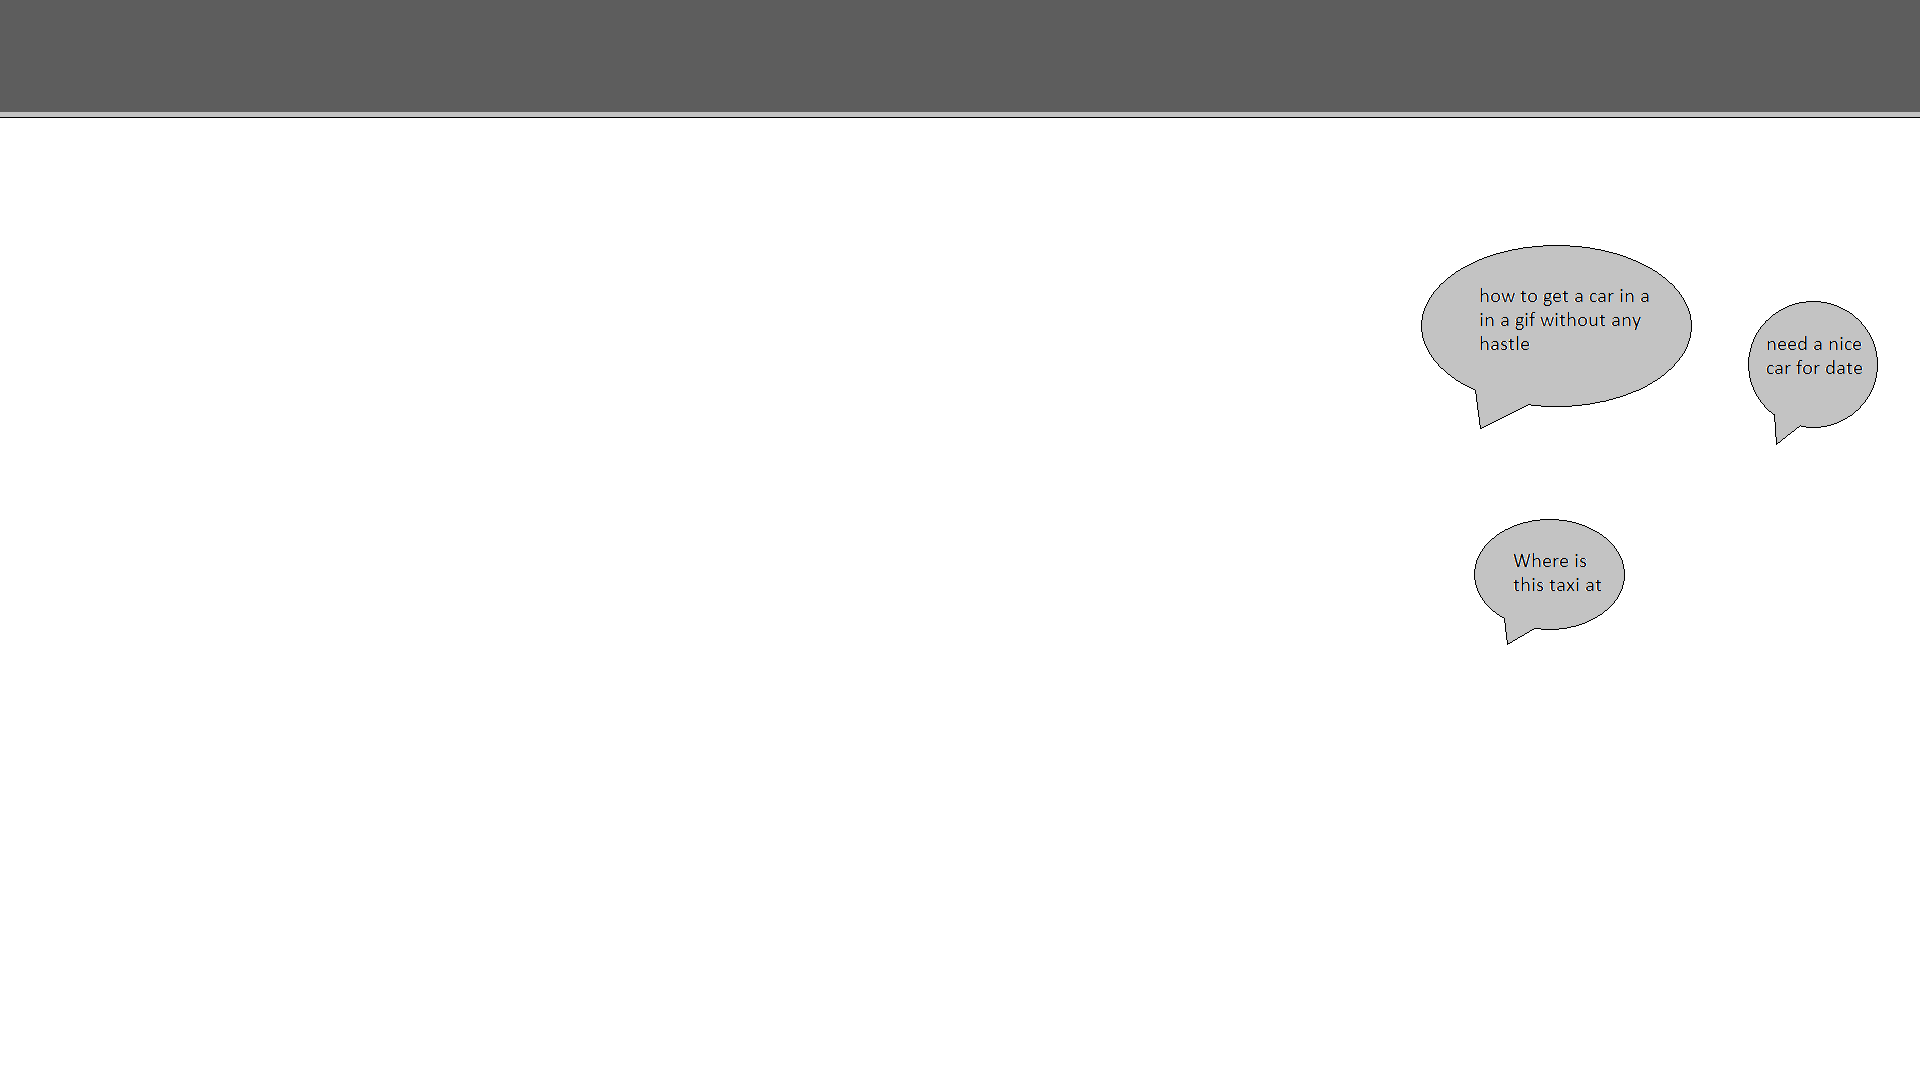 how to get a car in a
in a gif without any
hastle
need a nice
car for date
Where is
this taxi at